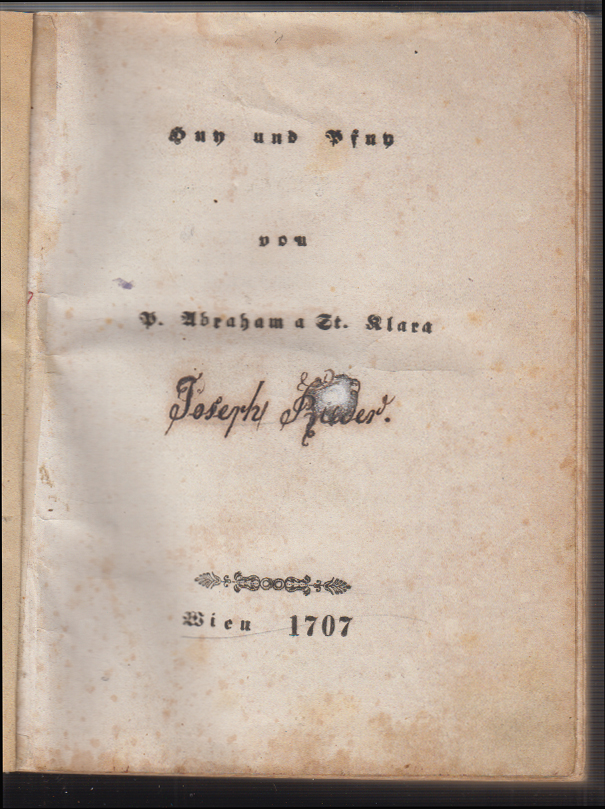 Huy und Pfuy
von
P. Abraham a St. Klara
Joseph
Wien 1707